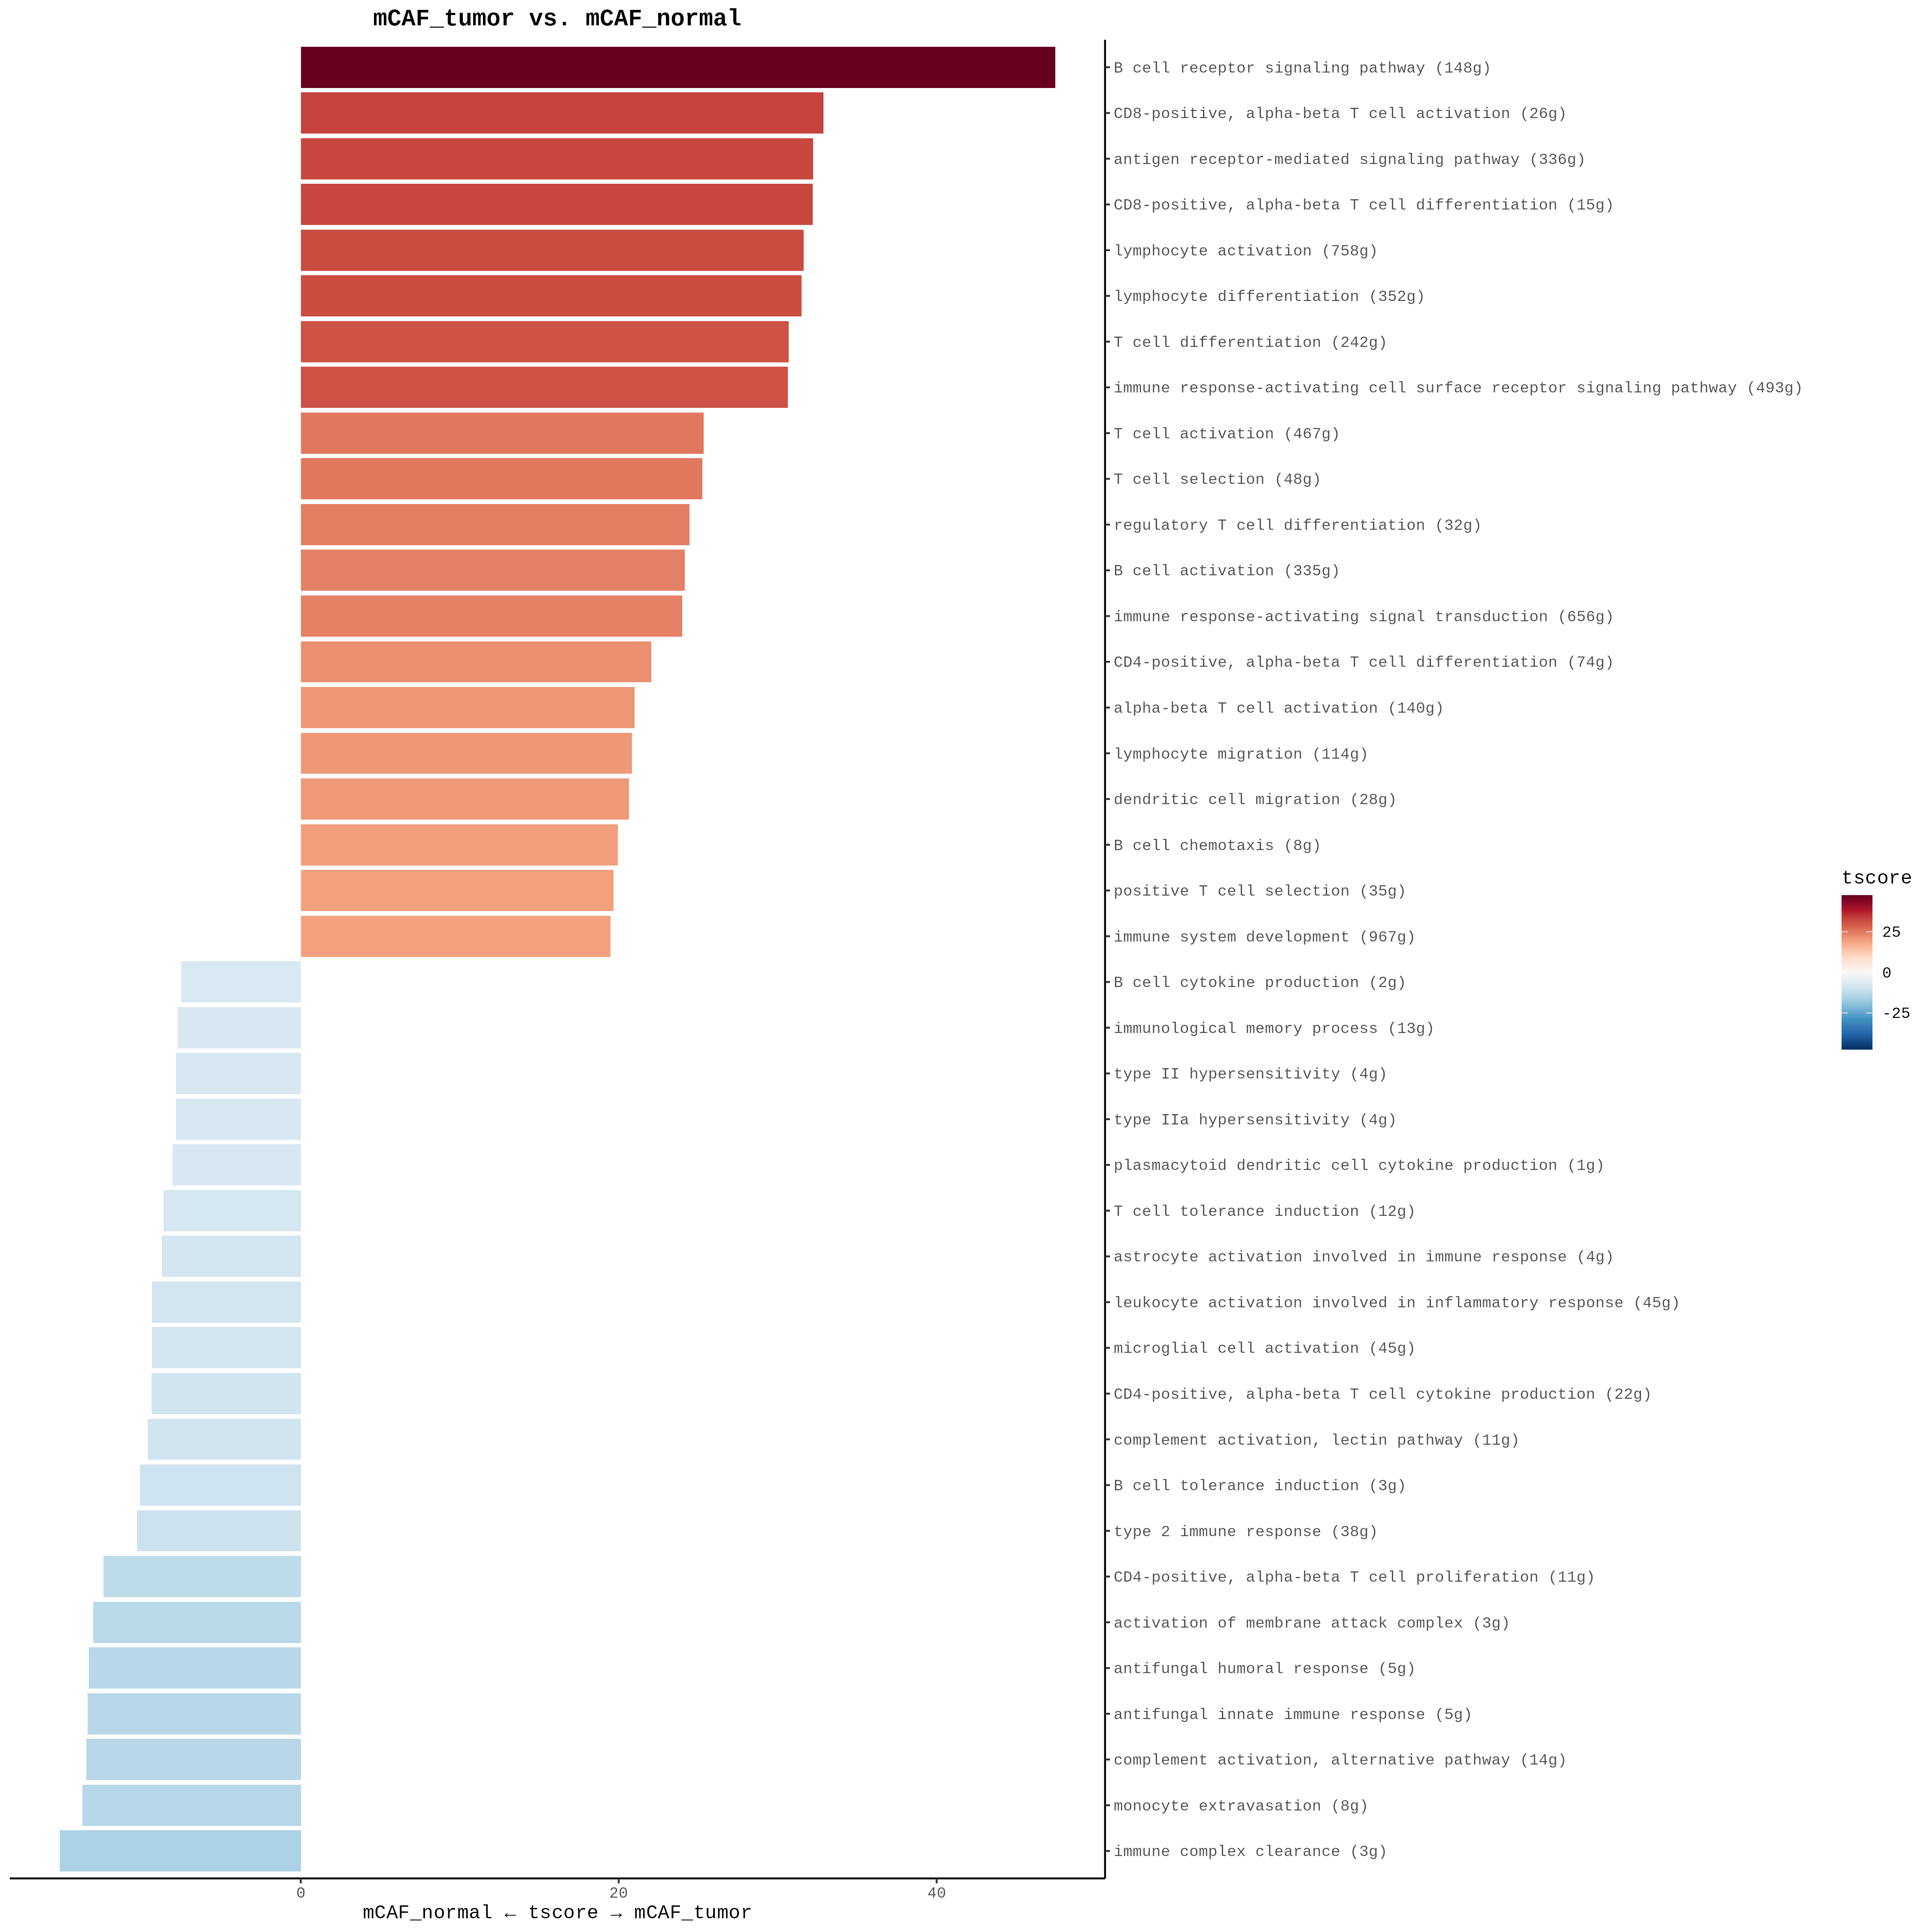 mCAF_tumor vs. mCAF_normal
B cell receptor signaling pathway (148g)
CD8-positive, alpha-beta T cell activation (26g)
antigen receptor-mediated signaling pathway (336g)
CD8-positive, alpha-beta T cell differentiation (15g)
lymphocyte activation (758g)
lymphocyte differentiation (352g)
T cell differentiation (242g)
immune response-activating cell surface receptor signaling pathway (493g)
T cell activation (467g)
T cell selection (48g)
regulatory T cell differentiation (32g)
B cell activation (335g)
immune response-activating signal transduction (656g)
CD4-positive, alpha-beta T cell differentiation (74g)
alpha-beta T cell activation (140g)
lymphocyte migration (114g)
dendritic cell migration (28g)
B cell chemotaxis (8g)
positive T cell selection (35g)
immune system development (967g)
B cell cytokine production (2g)
immunological memory process (13g)
type II hypersensitivity (4g)
type IIa hypersensitivity (4g)
plasmacytoid dendritic cell cytokine production (1g)
T cell tolerance induction (12g)
astrocyte activation involved in immune response (4g)
leukocyte activation involved in inflammatory response (45g)
microglial cell activation (45g)
CD4-positive, alpha-beta T cell cytokine production (22g)
complement activation, lectin pathway (11g)
B cell tolerance induction (3g)
type 2 immune response (38g)
CD4-positive, alpha-beta T cell proliferation (11g)
activation of membrane attack complex (3g)
antifungal humoral response (5g)
antifungal innate immune response (5g)
complement activation, alternative pathway (14g)
monocyte extravasation (8g)
immune complex clearance (3g)
0 20 40
mCAF_normal ← tscore → mCAF_tumor
tscore
25
0
-25